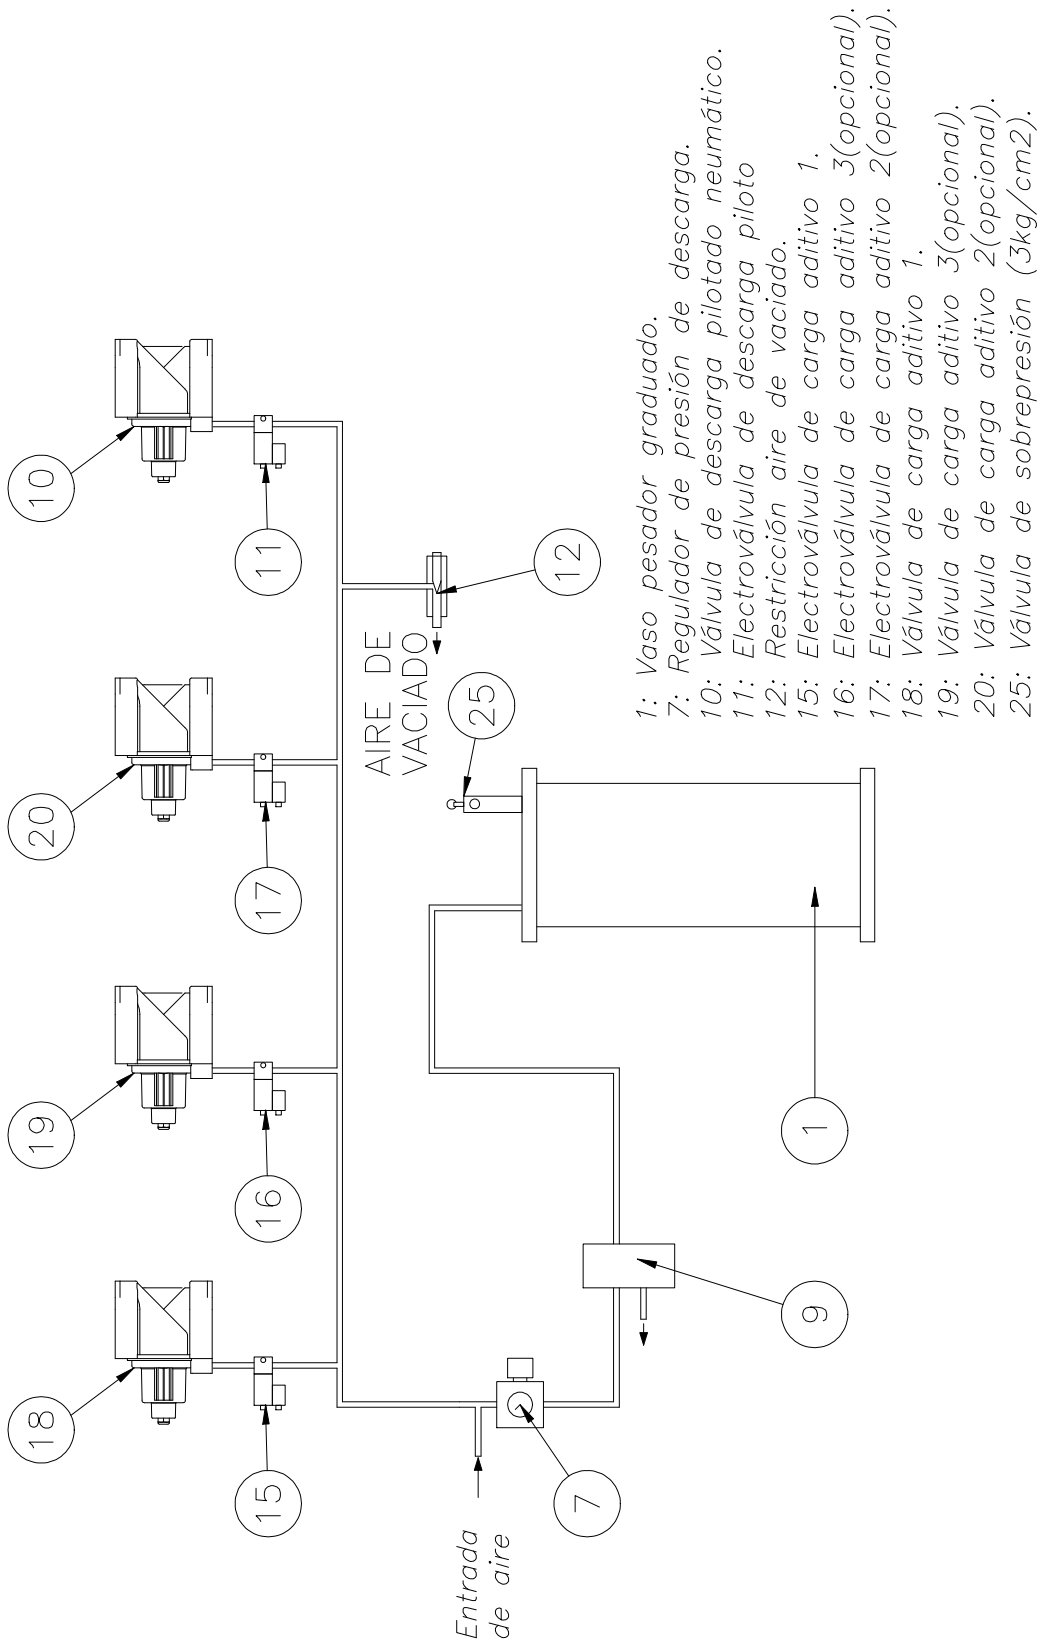 18
19
20
10
15
16
17
11
Entrada
de aire
AIRE DE
VACIADO
12
7
9
25
1
1: Vaso pesador graduado.
7: Regulador de presión de descarga.
10: Válvula de descarga pilotado neumático.
11: Electroválvula de descarga piloto
12: Restricción aire de vaciado.
15: Electroválvula de carga aditivo 1.
16: Electroválvula de carga aditivo 3(opcional).
17: Electroválvula de carga aditivo 2(opcional).
18: Válvula de carga aditivo 1.
19: Válvula de carga aditivo 3(opcional).
20: Válvula de carga aditivo 2(opcional).
25: Válvula de sobrepresión (3kg/cm2).